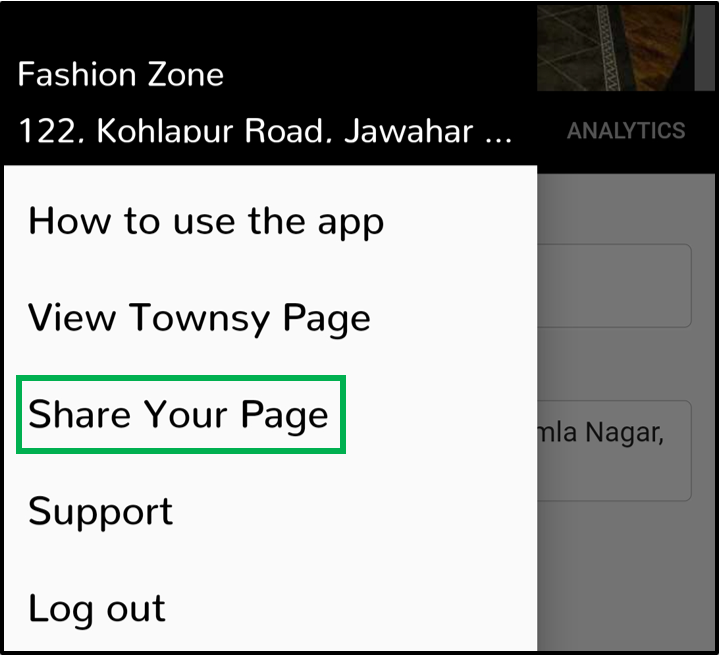 Fashion Zone
122, Kohlapur Road, Jawahar ...
ANALYTICS
How to use the app
View Townsy Page
Share Your Page
Support
Log out
Nagar,